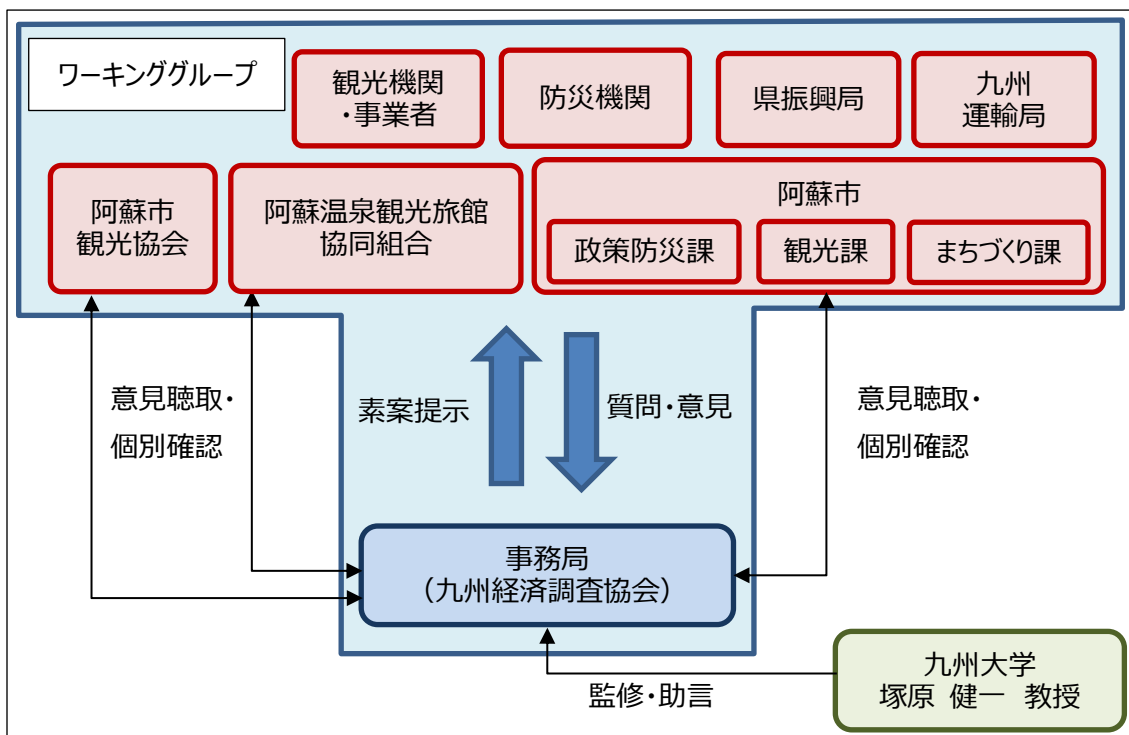 ワーキンググループ
観光機関
・事業者
防災機関
県振興局
九州
運輸局
阿蘇市
観光協会
阿蘇温泉観光旅館
協同組合
阿蘇市
政策防災課
観光課
まちづくり課
意見聴取・
個別確認
素案提示
質問・意見
意見聴取・
個別確認
事務局
（九州経済調査協会）
監修・助言
九州大学
塚原 健一 教授